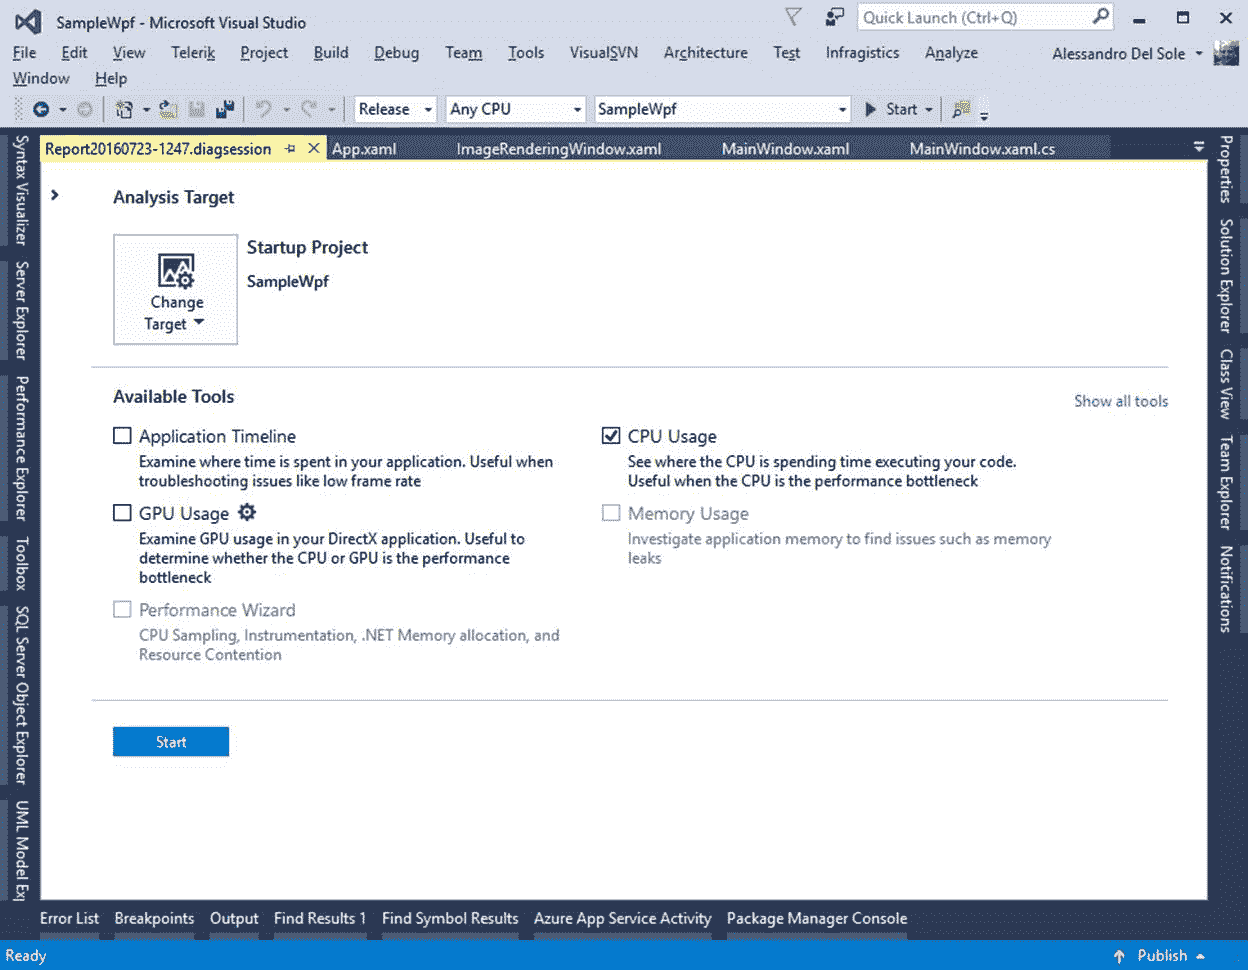 SampleWpf - Microsoft Visual Studio
Quick Launch (Ctrl+Q)
File Edit View Telerik Project Build Debug Team Tools VisualSVN Architecture Test Infragistics Analyze Alessandro Del Sole
Window Help
Release Any CPU SampleWpf Start
Report20160723-1247.diagsession App.xaml ImageRenderingWindow.xaml MainWindow.xaml MainWindow.xaml.cs
Syntax Visualizer
Server Explorer
Performance Explorer
Toolbox
SQL Server Object Explorer
UML Model Exp
Analysis Target
Change
Target
Startup Project
SampleWpf
Available Tools
Show all tools
Application Timeline
Examine where time is spent in your application. Useful when
troubleshooting issues like low frame rate
CPU Usage
See where the CPU is spending time executing your code.
Useful when the CPU is the performance bottleneck
GPU Usage
Examine GPU usage in your DirectX application. Useful to
determine whether the CPU or GPU is the performance
bottleneck
Memory Usage
Investigate application memory to find issues such as memory
leaks
Performance Wizard
CPU Sampling, Instrumentation, .NET Memory allocation, and
Resource Contention
Start
Properties
Solution Explorer
Class View
Team Explorer
Notifications
Error List Breakpoints Output Find Results 1 Find Symbol Results Azure App Service Activity Package Manager Console
Ready
Publish